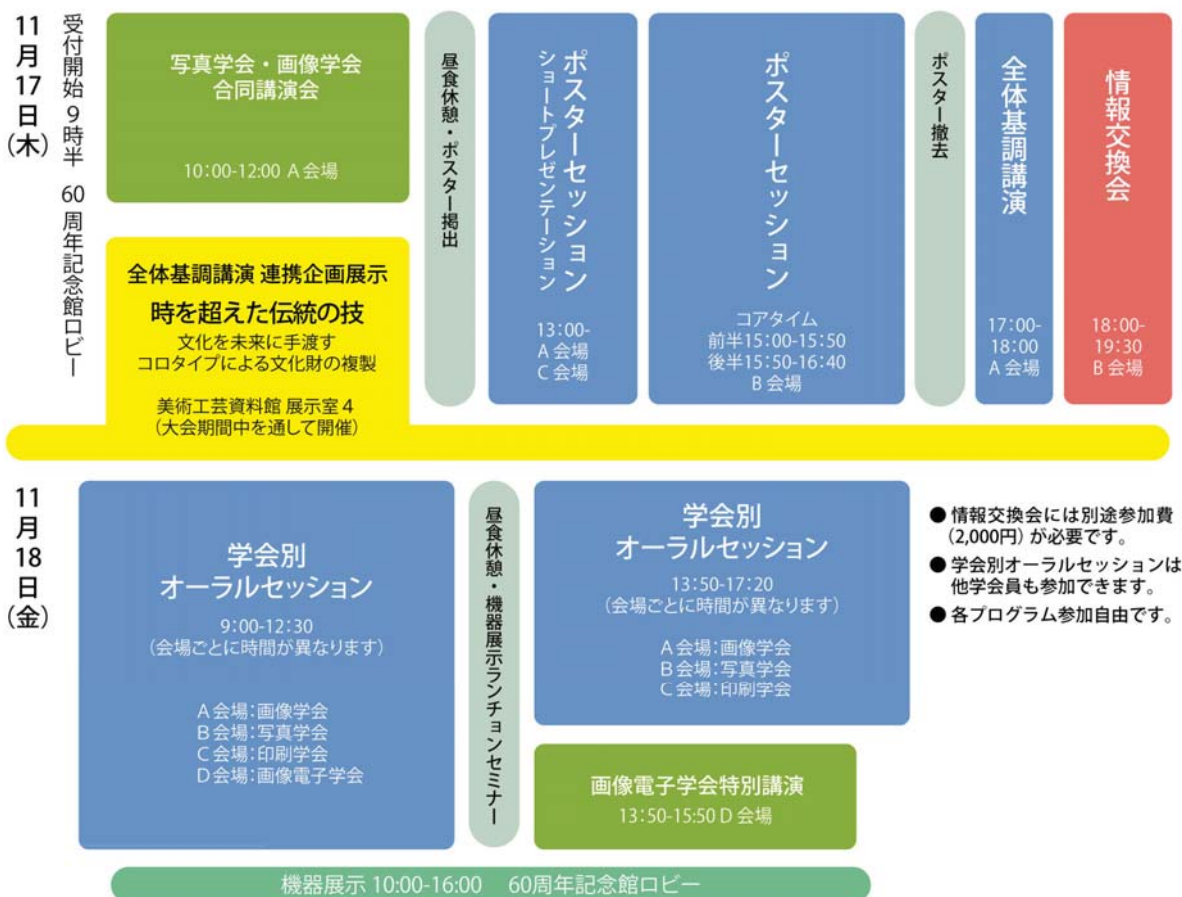 11月17日(木)
受付開始 9時半 60周年記念館ロビー
写真学会・画像学会
合同講演会
10:00-12:00 A会場
全体基調講演 連携企画展示
時を超えた伝統の技
文化を未来に手渡す
コロタイプによる文化財の複製
美術工芸資料館 展示室4
(大会期間中を通して開催)
昼食休憩・ポスター掲出
ポスターセッション
ショートプレゼンテーション
13:00-
A会場
C会場
ポスターセッション
コアタイム
前半15:00-15:50
後半15:50-16:40
B会場
ポスター撤去
全体基調講演
17:00-
18:00
A会場
情報交換会
18:00-
19:30
B会場
11月18日(金)
学会別
オーラルセッション
9:00-12:30
(会場ごとに時間が異なります)
A会場:画像学会
B会場:写真学会
C会場:印刷学会
D会場:画像電子学会
昼食休憩・機器展示ランチョンセミナー
学会別
オーラルセッション
13:50-17:20
(会場ごとに時間が異なります)
A会場:画像学会
B会場:写真学会
C会場:印刷学会
画像電子学会特別講演
13:50-15:50 D会場
機器展示 10:00-16:00 60周年記念館ロビー
● 情報交換会には別途参加費
(2,000円)が必要です。
● 学会別オーラルセッションは
他学会員も参加できます。
● 各プログラム参加自由です。